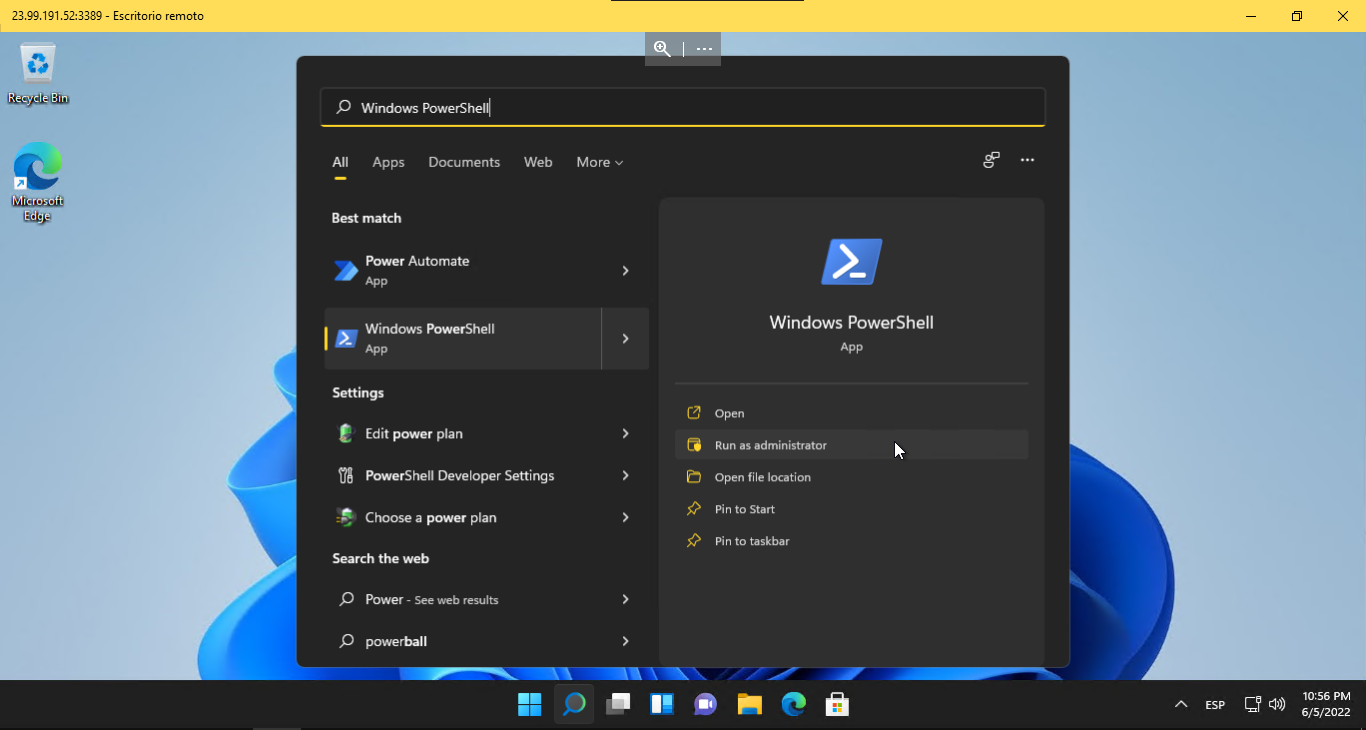 23.99.191.52:3389 - Escritorio remoto
Recycle Bin
Microsoft
Edge
Windows PowerShell
All Apps Documents Web More
Best match
Power Automate
App
Windows PowerShell
App
Settings
Edit power plan
PowerShell Developer Settings
Choose a power plan
Search the web
Power - See web results
powerball
Windows PowerShell
App
Open
Run as administrator
Open file location
Pin to Start
Pin to taskbar
ESP
10:56 PM
6/5/2022